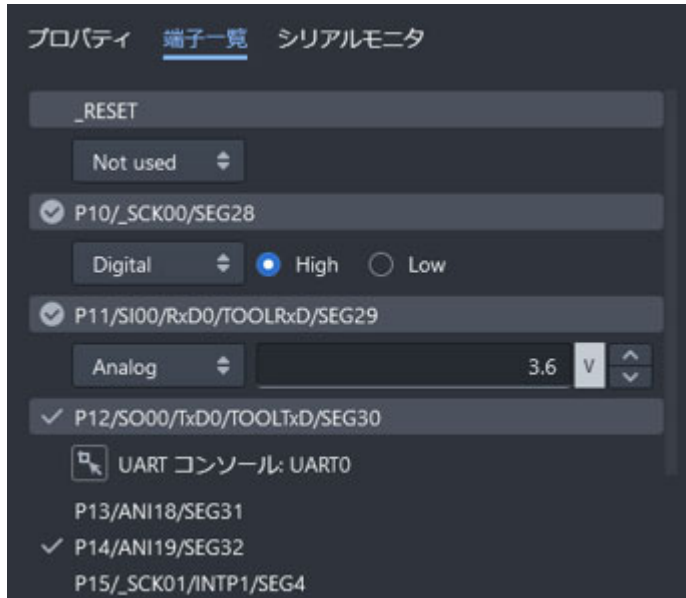 プロパティ 端子一覧 シリアルモニタ
_RESET
Not used
P10/_SCK00/SEG28
Digital High Low
P11/SI00/RxD0/TOOLRxD/SEG29
Analog 3.6 V
P12/SO00/TxD0/TOOLTxD/SEG30
UART コンソール: UART0
P13/ANI18/SEG31
P14/ANI19/SEG32
P15/_SCK01/INTP1/SEG4